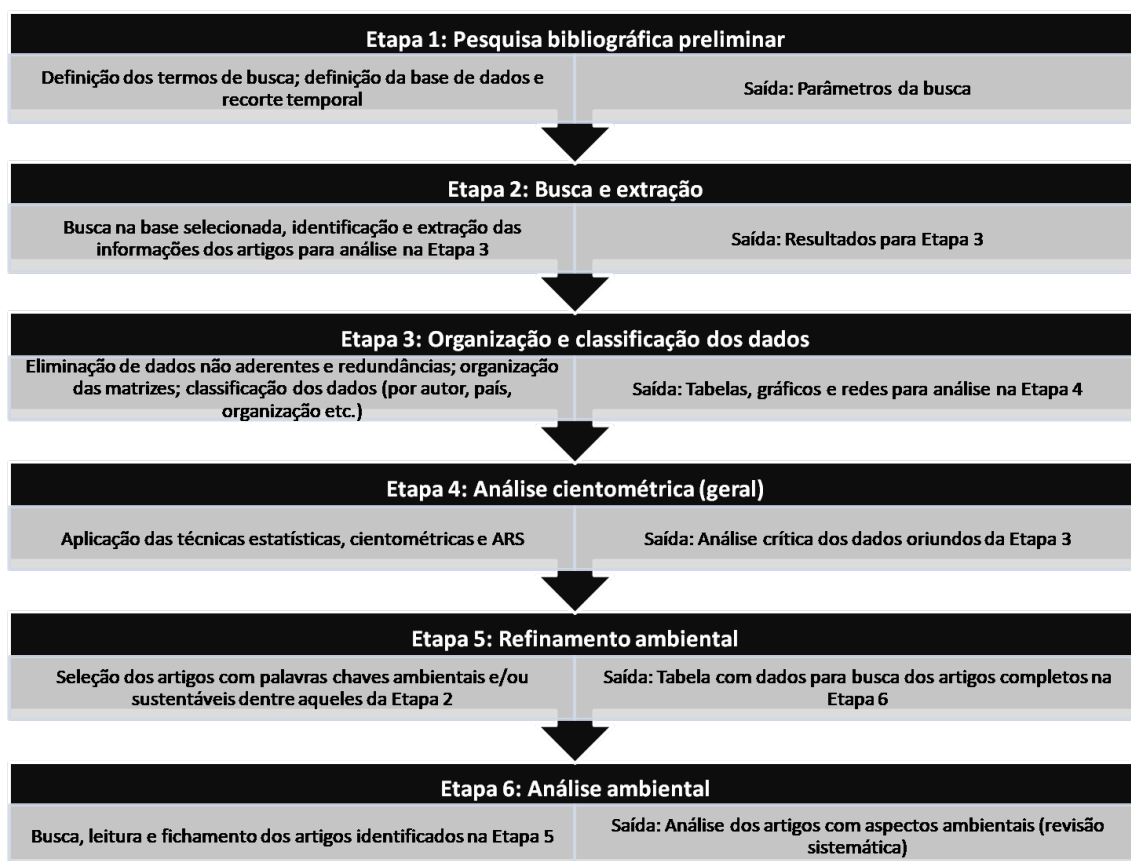 Etapa 1: Pesquisa bibliográfica preliminar
Definição dos termos de busca; definição da base de dados e
recorte temporal
Saída: Parâmetros da busca
Etapa 2: Busca e extração
Busca na base selecionada, identificação e extração das
informações dos artigos para análise na Etapa 3
Saída: Resultados para Etapa 3
Etapa 3: Organização e classificação dos dados
Eliminação de dados não aderentes e redundâncias; organização
das matrizes; classificação dos dados (por autor, país,
organização etc.)
Saída: Tabelas, gráficos e redes para análise na Etapa 4
Etapa 4: Análise cientométrica (geral)
Aplicação das técnicas estatísticas, cientométricas e ARS
Saída: Análise crítica dos dados oriundos da Etapa 3
Etapa 5: Refinamento ambiental
Seleção dos artigos com palavras chaves ambientais e/ou
sustentáveis dentre aqueles da Etapa 2
Saída: Tabela com dados para busca dos artigos completos na
Etapa 6
Etapa 6: Análise ambiental
Busca, leitura e fichamento dos artigos identificados na Etapa 5
Saída: Análise dos artigos com aspectos ambientais (revisão
sistemática)